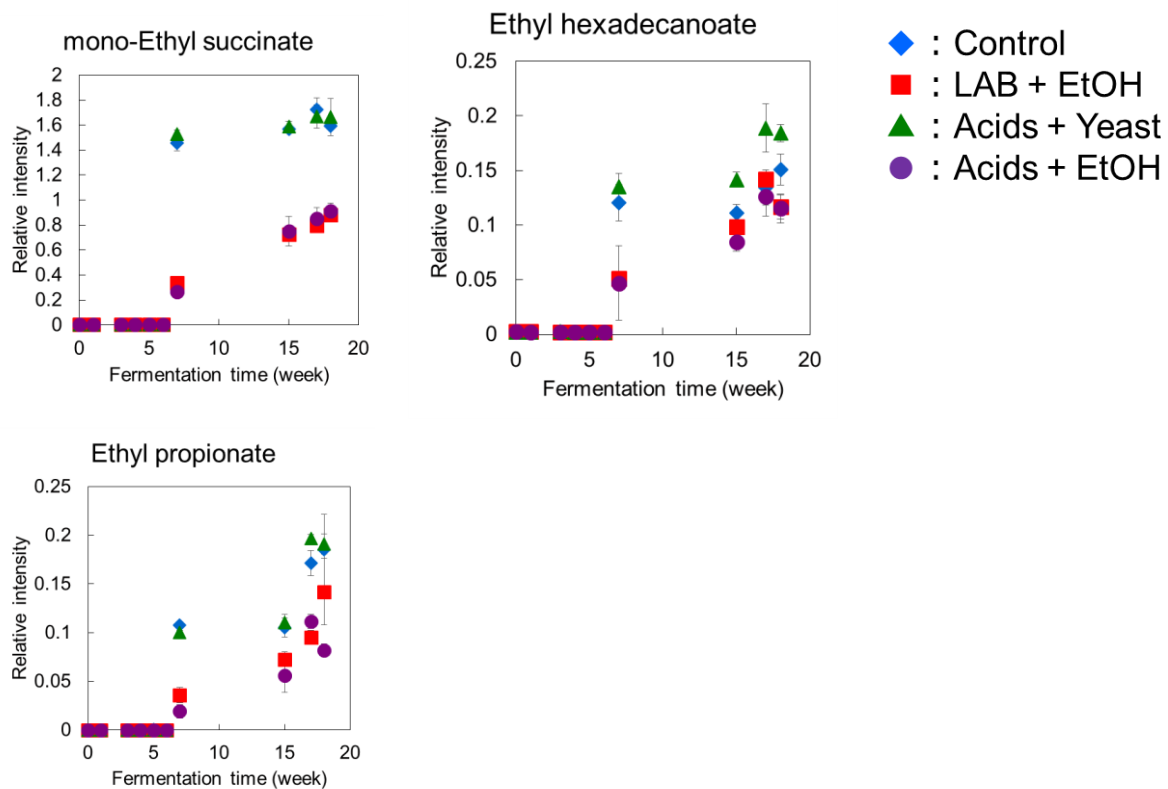 mono-Ethyl succinate
2
1.8
1.6
1.4
1.2
1
0.8
0.6
0.4
0.2
0
Relative intensity
0 5 10 15 20
Fermentation time (week)
Ethyl hexadecanoate
0.25
0.2
0.15
0.1
0.05
0
Relative intensity
0 5 10 15 20
Fermentation time (week)
: Control
: LAB + EtOH
: Acids + Yeast
: Acids + EtOH
Ethyl propionate
0.25
0.2
0.15
0.1
0.05
0
Relative intensity
0 5 10 15 20
Fermentation time (week)